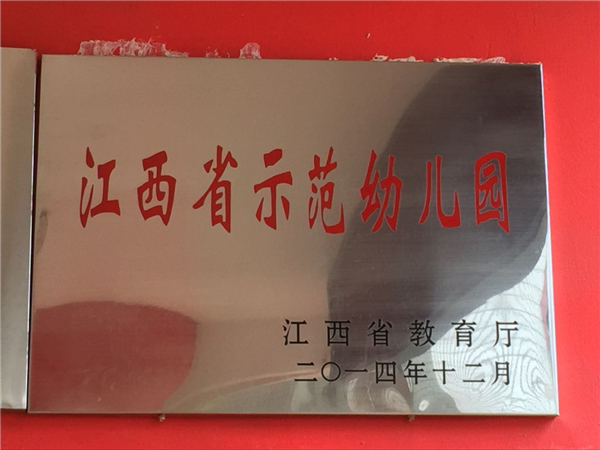 江西省示范幼儿园
江西省教育厅
二〇一四年十二月